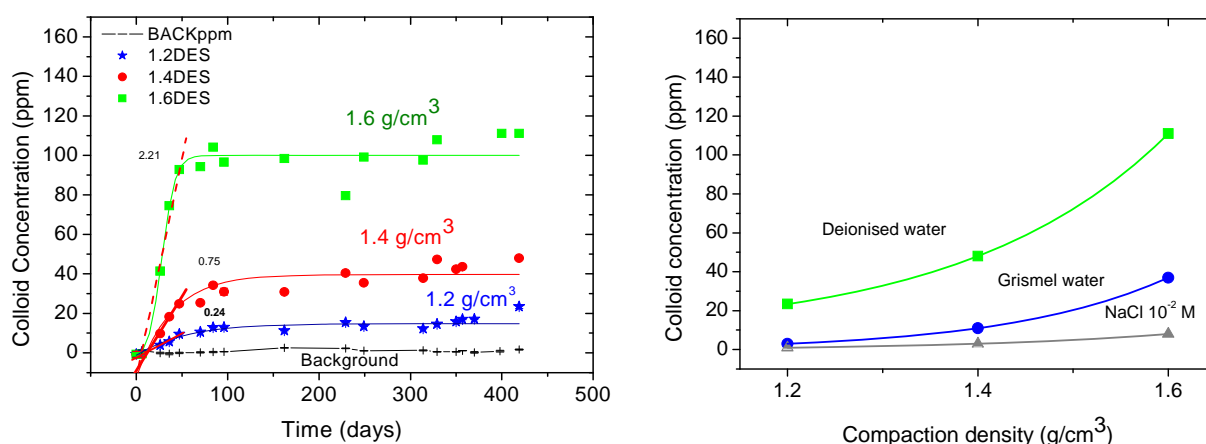 160
140
120
100
80
60
40
20
0
Colloid Concentration (ppm)
BACKppm
1.2DES
1.4DES
1.6DES
1.6 g/cm³
2.21
1.4 g/cm³
0.75
1.2 g/cm³
0.24
Background
0 100 200 300 400 500
Time (days)
160
140
120
100
80
60
40
20
0
Colloid concentration (ppm)
Deionised water
Grismel water
NaCl 10⁻² M
1.2 1.4 1.6
Compaction density (g/cm³)